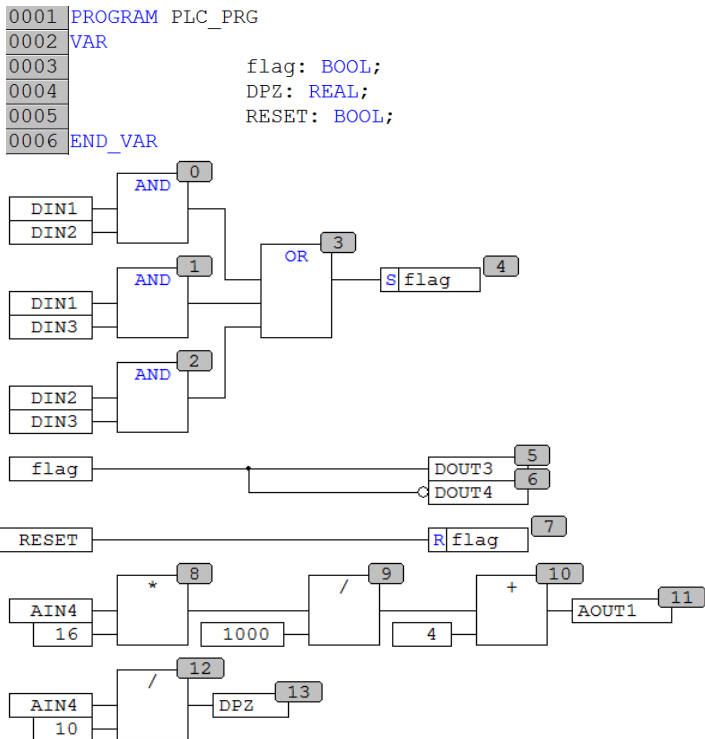 0001 PROGRAM PLC_PRG
0002 VAR
0003 flag: BOOL;
0004 DPZ: REAL;
0005 RESET: BOOL;
0006 END_VAR
0
AND
DIN1
DIN2
3
OR
1
AND
4
S flag
DIN1
DIN3
2
AND
DIN2
DIN3
5
flag
DOUT3
6
DOUT4
7
RESET
R flag
8
*
9
/
10
+
11
AIN4
AOUT1
16
1000
4
12
/
13
AIN4
DPZ
10